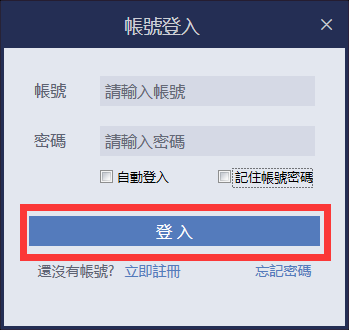 帳號登入
帳號 請輸入帳號
密碼 請輸入密碼
自動登入 記住帳號密碼
登入
還沒有帳號? 立即註冊 忘記密碼